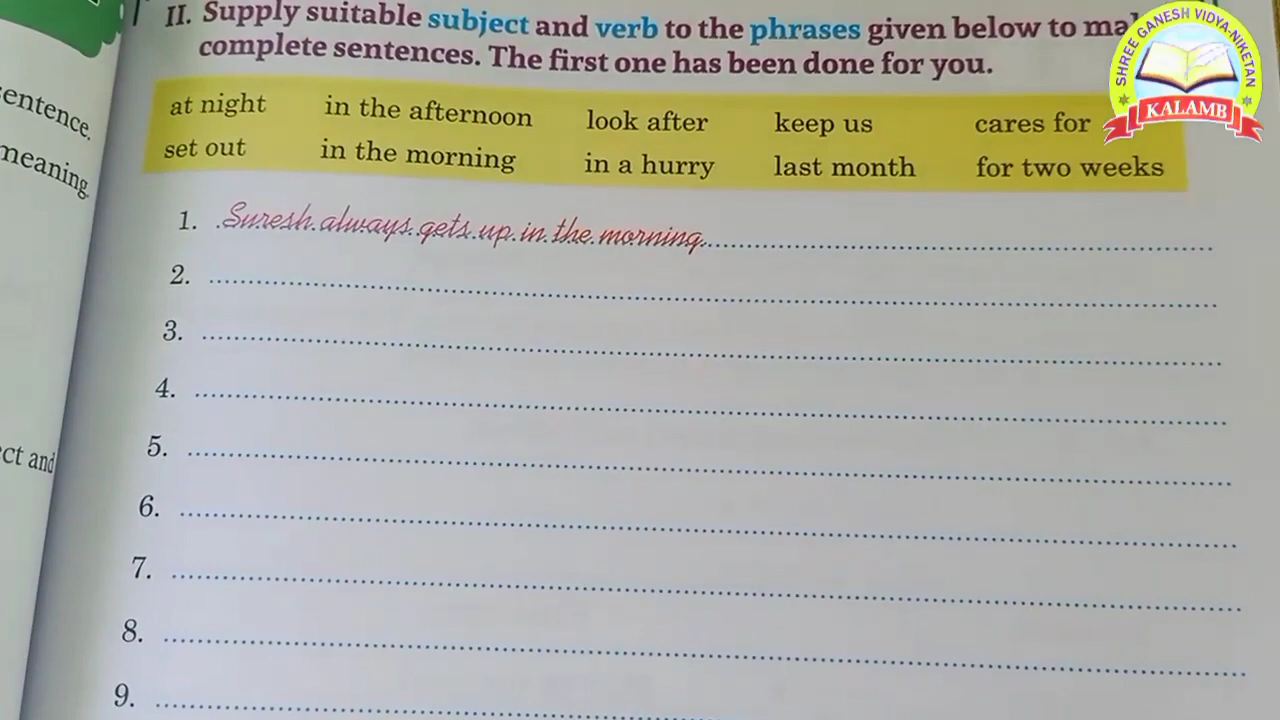 II. Supply suitable subject and verb to the phrases given below to
complete sentences. The first one has been done for you.
at night in the afternoon look after keep us cares for
set out in the morning in a hurry last month for two weeks
1. Suresh always gets up in the morning.
2.
3.
4.
5.
6.
7.
8.
9.
entence.
meaning.
ct and
SHREE GANESH VIDYA-NIKETAN
KALAMB